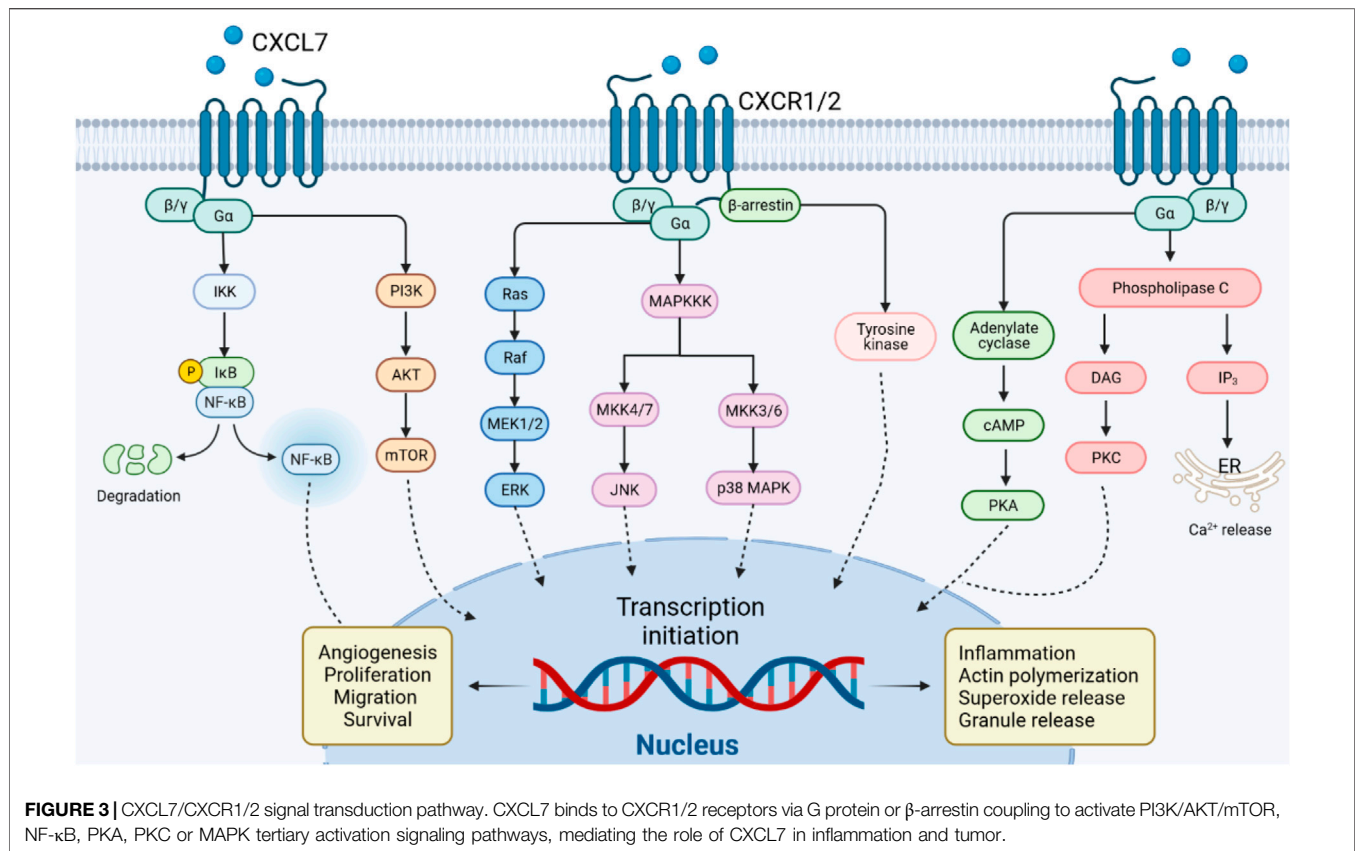 CXCL7
CXCR1/2
β/γ
Gα
β/γ
Gα
β-arrestin
Gα
β/γ
IKK
P
IκB
NF-κB
Degradation
NF-κB
PI3K
AKT
mTOR
Ras
Raf
MEK1/2
ERK
MAPKKK
MKK4/7
JNK
MKK3/6
p38 MAPK
Tyrosine
kinase
Adenylate
cyclase
cAMP
PKA
Phospholipase C
DAG
PKC
IP₃
ER
Ca²⁺ release
Transcription
initiation
Angiogenesis
Proliferation
Migration
Survival
Inflammation
Actin polymerization
Superoxide release
Granule release
Nucleus
FIGURE 3 | CXCL7/CXCR1/2 signal transduction pathway. CXCL7 binds to CXCR1/2 receptors via G protein or β-arrestin coupling to activate PI3K/AKT/mTOR,
NF-κB, PKA, PKC or MAPK tertiary activation signaling pathways, mediating the role of CXCL7 in inflammation and tumor.